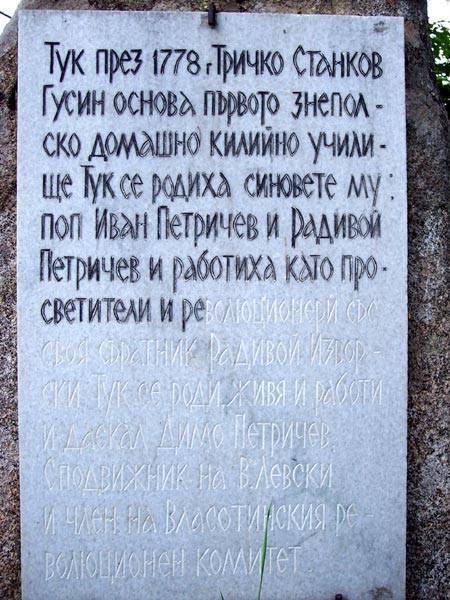 Тук през 1778 г Тричко Станков
Гусин основа първото знепол-
ско домашно килийно учили-
ще Тук се родиха синовете му:
поп Иван Петричев и Радивой
Петричев и работиха като про-
светители и революционери със
своя съратник Радивой Извор-
ски. Тук се роди, живя и работи
и даскал Димо Петричев.
Сподвижник на В. Левски
и член на Власотинския ре-
волюционен комитет.